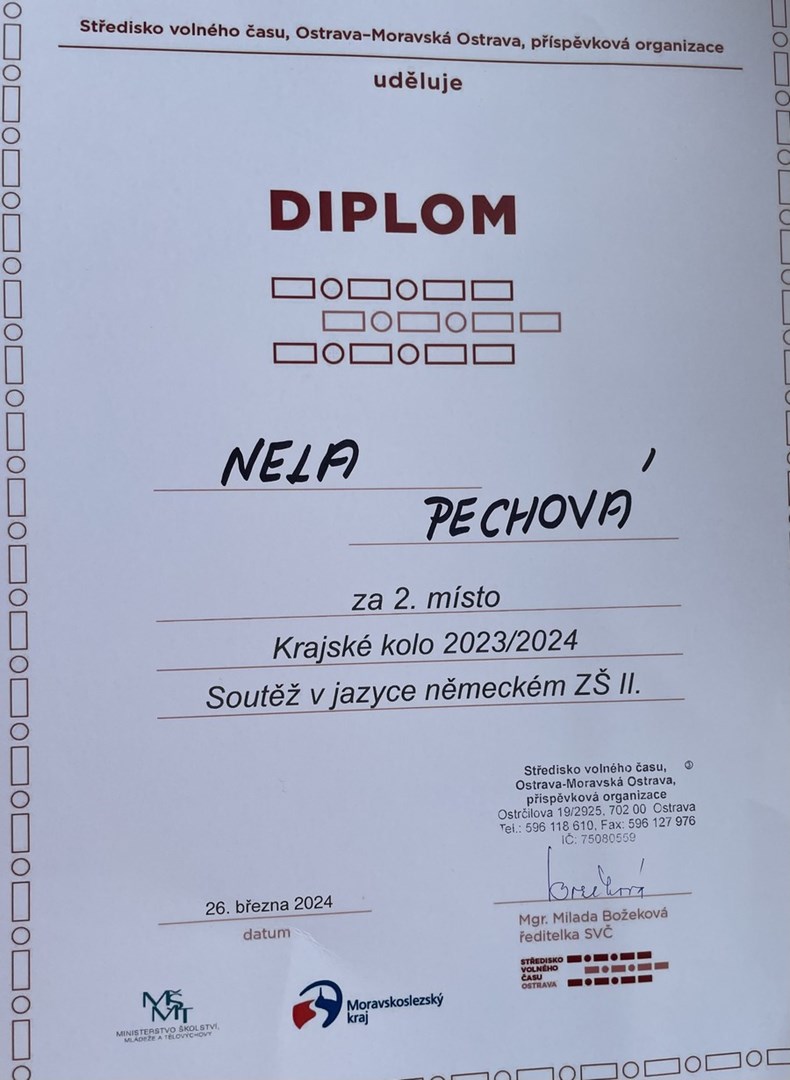 Středisko volného času, Ostrava–Moravská Ostrava, příspěvková organizace
uděluje
DIPLOM
NELA
PECHOVÁ
za 2. místo
Krajské kolo 2023/2024
Soutěž v jazyce německém ZŠ II.
Středisko volného času, ③
Ostrava-Moravská Ostrava,
příspěvková organizace
Ostrčilova 19/2925, 702 00 Ostrava
Tel.: 596 118 610, Fax: 596 127 976
IČ: 75080559
26. března 2024
datum
Mgr. Milada Božeková
ředitelka SVČ
STŘEDISKO
VOLNÉHO
ČASU
OSTRAVA
MŠMT
MINISTERSTVO ŠKOLSTVÍ,
MLÁDEŽE A TĚLOVÝCHOVY
Moravskoslezský
kraj